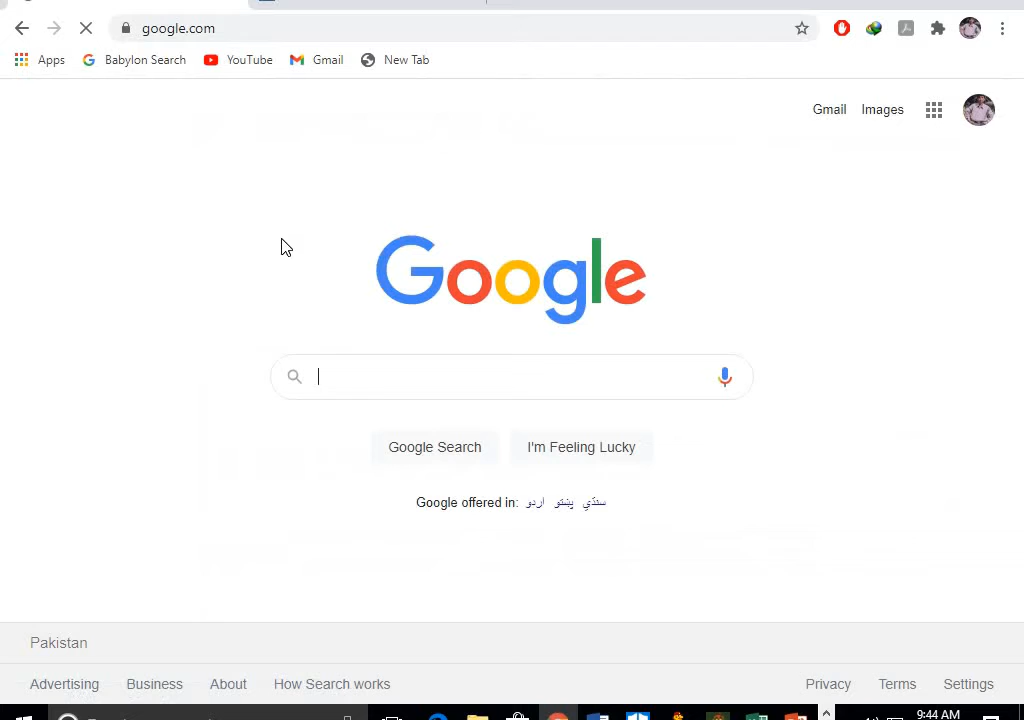 google.com
Apps Babylon Search YouTube Gmail New Tab
Gmail Images
Google
Google Search I'm Feeling Lucky
Google offered in: اردو پښتو سنڌي
Pakistan
Advertising Business About How Search works Privacy Terms Settings
9:44 AM